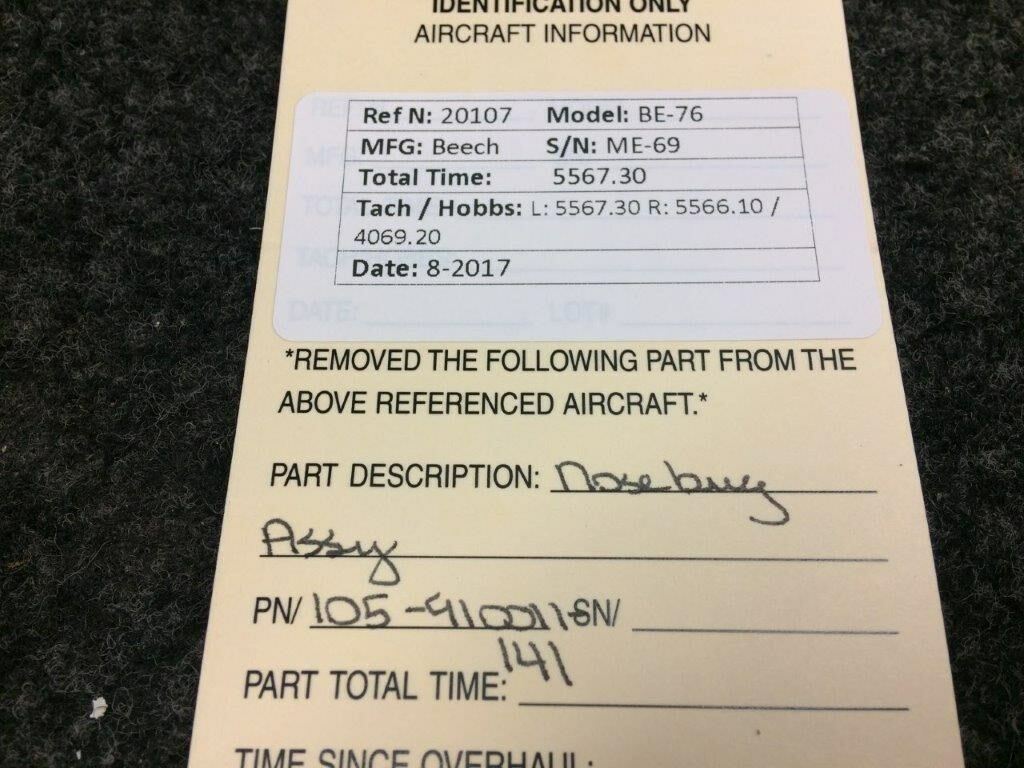 IDENTIFICATION ONLY
AIRCRAFT INFORMATION
Ref N: 20107 Model: BE-76
MFG: Beech S/N: ME-69
Total Time: 5567.30
Tach / Hobbs: L: 5567.30 R: 5566.10 /
4069.20
Date: 8-2017
DATE: LOT#
*REMOVED THE FOLLOWING PART FROM THE
ABOVE REFERENCED AIRCRAFT.*
PART DESCRIPTION:
Assy
PN/ 105-410011- SN/
141
PART TOTAL TIME:
TIME SINCE OVERHAUL: